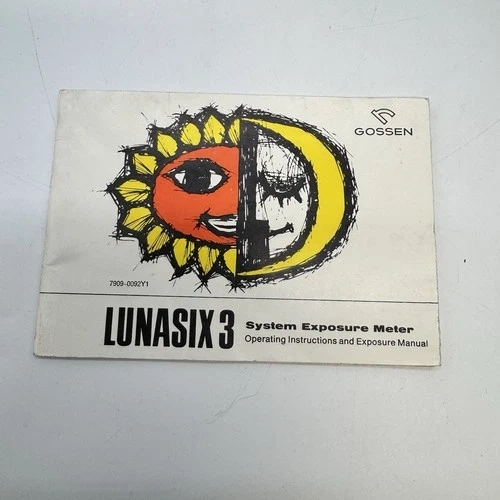 GOSSEN
7909-0092Y1
LUNASIX 3
System Exposure Meter
Operating Instructions and Exposure Manual